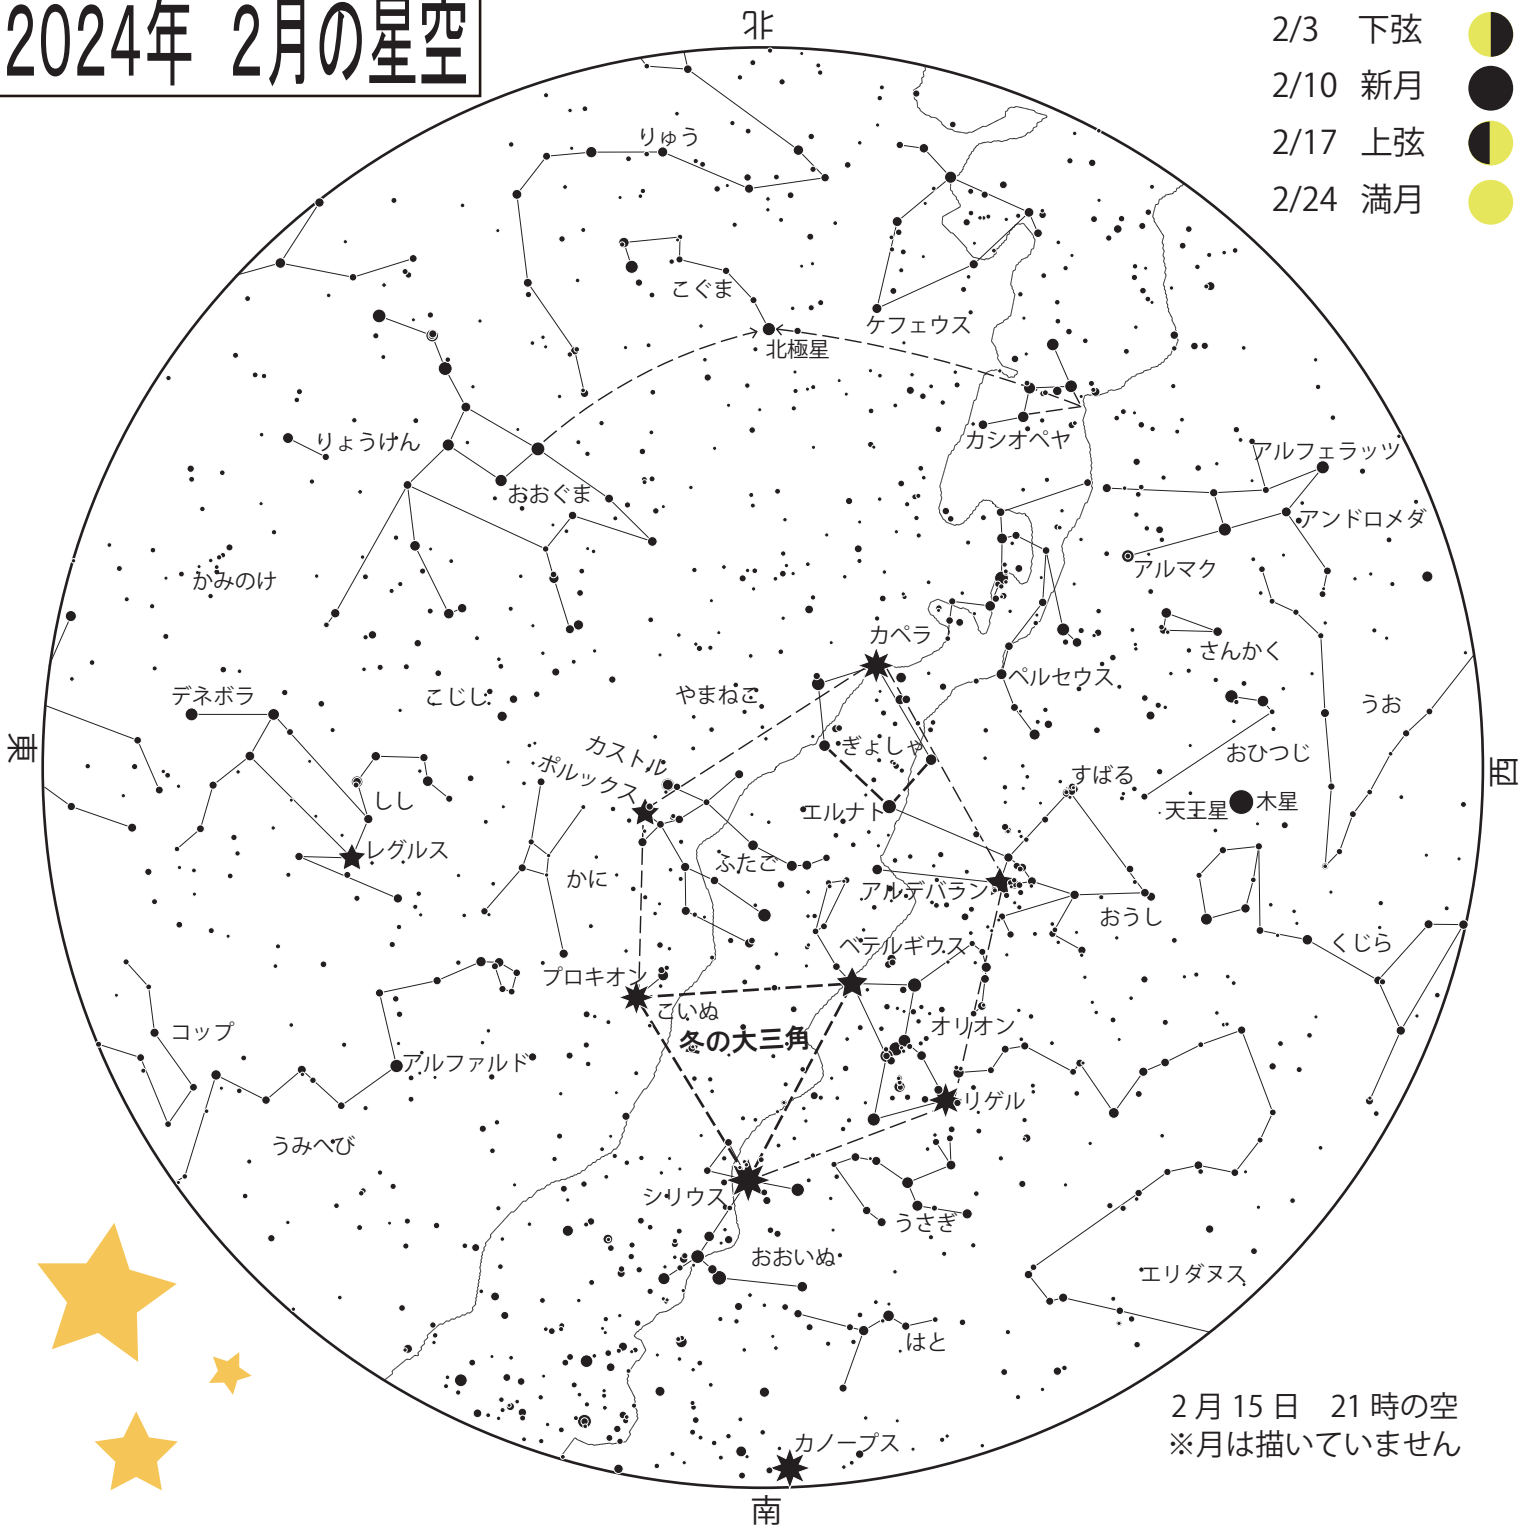 2024年 2月の星空
北
2/3 下弦
2/10 新月
2/17 上弦
2/24 満月
りゅう
こぐま
ケフェウス
北極星
りょうけん
おおぐま
カシオペヤ
アルフェラッツ
アンドロメダ
かみのけ
アルマク
カペラ
さんかく
デネボラ
こじし
やまねこ
ペルセウス
うお
東
カストル
ポルックス
ぎょしゃ
おひつじ
西
しし
エルナト
すばる
天王星
木星
レグルス
かに
ふたご
アルデバラン
おうし
ベテルギウス
くじら
プロキオン
こいぬ
冬の大三角
オリオン
コップ
アルファルド
リゲル
うみへび
シリウス
うさぎ
おおいぬ
エリダヌス
はと
カノープス
南
2月15日 21時の空
※月は描いていません